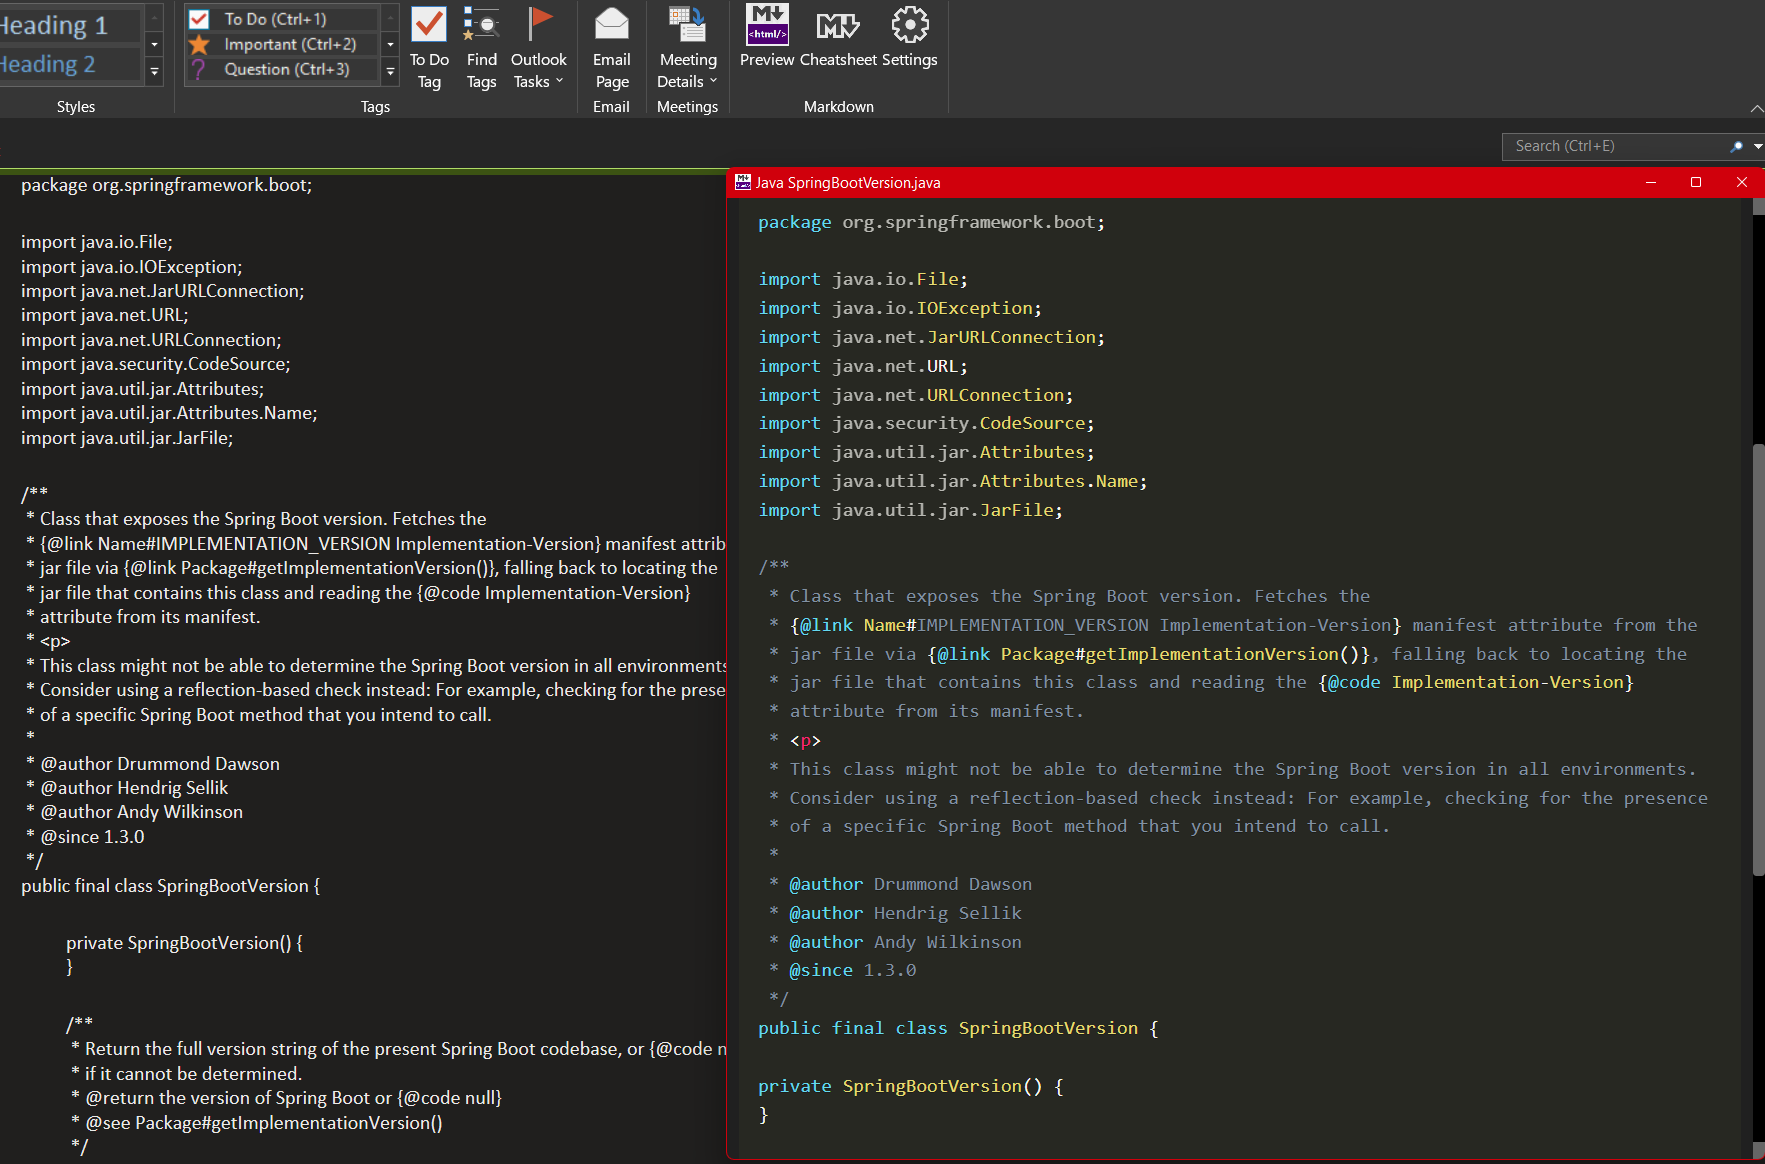 Heading 1
Heading 2
Styles
To Do (Ctrl+1)
Important (Ctrl+2)
Question (Ctrl+3)
To Do
Tag
Find
Tags
Outlook
Tasks
Tags
Email
Page
Email
Meeting
Details
Meetings
M↓
<html/>
Preview
M↓
Cheatsheet
Settings
Markdown
Search (Ctrl+E)
package org.springframework.boot;
import java.io.File;
import java.io.IOException;
import java.net.JarURLConnection;
import java.net.URL;
import java.net.URLConnection;
import java.security.CodeSource;
import java.util.jar.Attributes;
import java.util.jar.Attributes.Name;
import java.util.jar.JarFile;
/**
* Class that exposes the Spring Boot version. Fetches the
* {@link Name#IMPLEMENTATION_VERSION Implementation-Version} manifest attrib
* jar file via {@link Package#getImplementationVersion()}, falling back to locating the
* jar file that contains this class and reading the {@code Implementation-Version}
* attribute from its manifest.
* <p>
* This class might not be able to determine the Spring Boot version in all environments
* Consider using a reflection-based check instead: For example, checking for the prese
* of a specific Spring Boot method that you intend to call.
*
* @author Drummond Dawson
* @author Hendrig Sellik
* @author Andy Wilkinson
* @since 1.3.0
*/
public final class SpringBootVersion {
private SpringBootVersion() {
}
/**
* Return the full version string of the present Spring Boot codebase, or {@code n
* if it cannot be determined.
* @return the version of Spring Boot or {@code null}
* @see Package#getImplementationVersion()
*/
Java SpringBootVersion.java
package org.springframework.boot;
import java.io.File;
import java.io.IOException;
import java.net.JarURLConnection;
import java.net.URL;
import java.net.URLConnection;
import java.security.CodeSource;
import java.util.jar.Attributes;
import java.util.jar.Attributes.Name;
import java.util.jar.JarFile;
/**
* Class that exposes the Spring Boot version. Fetches the
* {@link Name#IMPLEMENTATION_VERSION Implementation-Version} manifest attribute from the
* jar file via {@link Package#getImplementationVersion()}, falling back to locating the
* jar file that contains this class and reading the {@code Implementation-Version}
* attribute from its manifest.
* <p>
* This class might not be able to determine the Spring Boot version in all environments.
* Consider using a reflection-based check instead: For example, checking for the presence
* of a specific Spring Boot method that you intend to call.
*
* @author Drummond Dawson
* @author Hendrig Sellik
* @author Andy Wilkinson
* @since 1.3.0
*/
public final class SpringBootVersion {
private SpringBootVersion() {
}